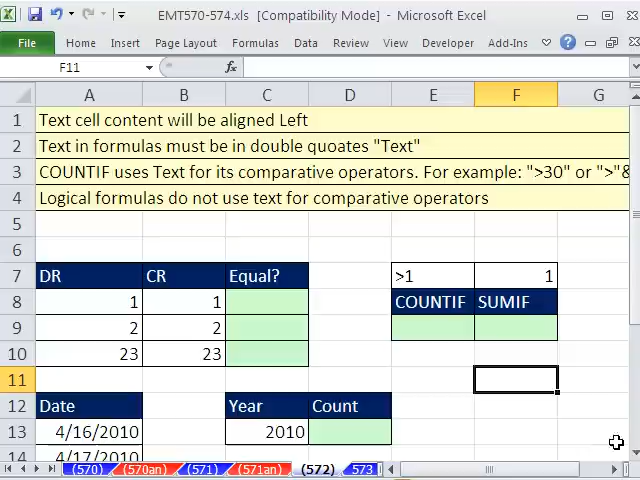 EMT570-574.xls [Compatibility Mode] - Microsoft Excel
File Home Insert Page Layout Formulas Data Review View Developer Add-Ins
F11 fx
A B C D E F G
1 Text cell content will be aligned Left
2 Text in formulas must be in double quoates "Text"
3 COUNTIF uses Text for its comparative operators. For example: ">30" or ">"&
4 Logical formulas do not use text for comparative operators
5
6
7 DR CR Equal? >1 1
8 1 1 COUNTIF SUMIF
9 2 2
10 23 23
11
12 Date Year Count
13 4/16/2010 2010
14 4/17/2010
(570) (570an) (571) (571an) (572) 573